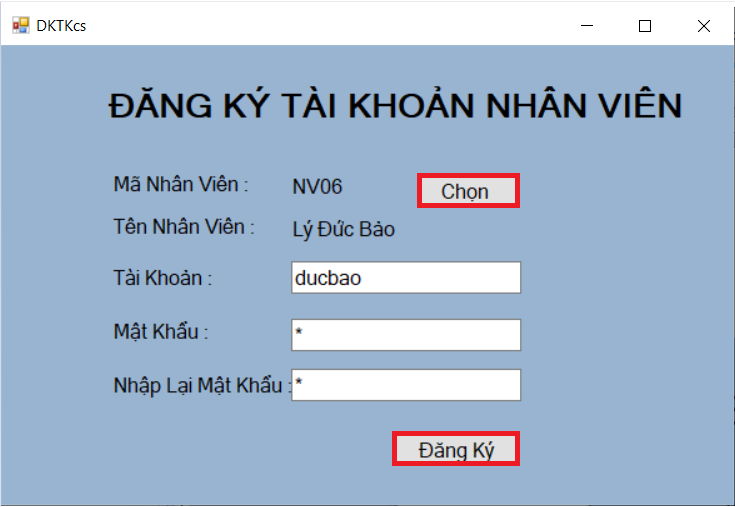 DKTKcs
ĐĂNG KÝ TÀI KHOẢN NHÂN VIÊN
Mã Nhân Viên : NV06 Chọn
Tên Nhân Viên : Lý Đức Bảo
Tài Khoản : ducbao
Mật Khẩu : *
Nhập Lại Mật Khẩu : *
Đăng Ký